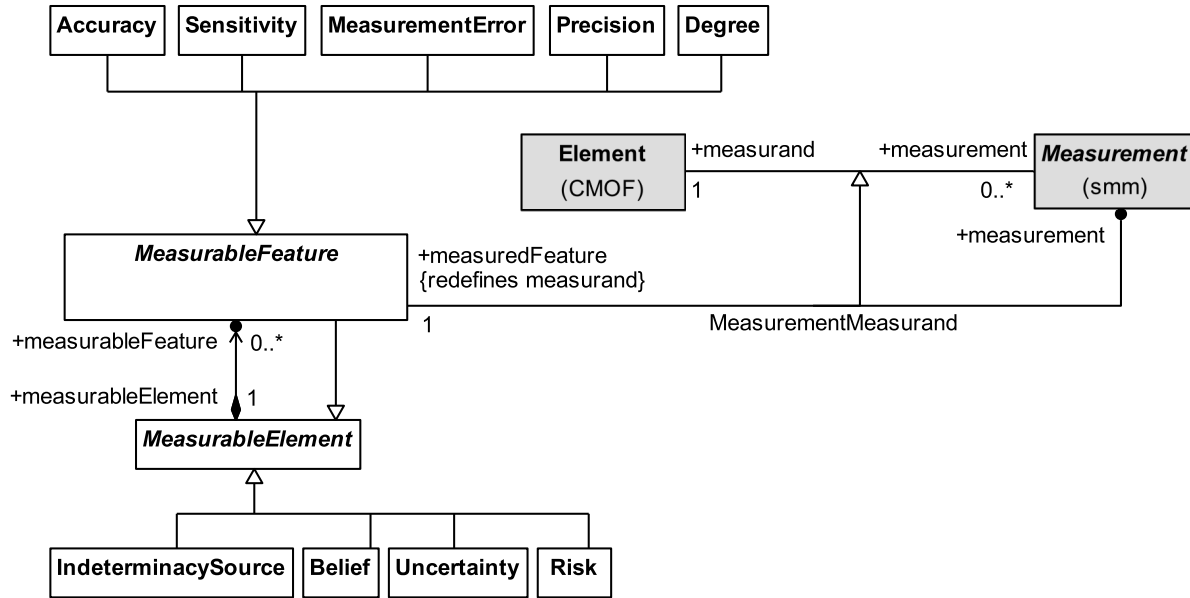 Accuracy
Sensitivity
MeasurementError
Precision
Degree
Element
(CMOF)
+measurand
1
+measurement
0..*
Measurement
(smm)
+measurement
MeasurableFeature
+measuredFeature
{redefines measurand}
1
MeasurementMeasurand
+measurableFeature
0..*
+measurableElement
1
MeasurableElement
IndeterminacySource
Belief
Uncertainty
Risk